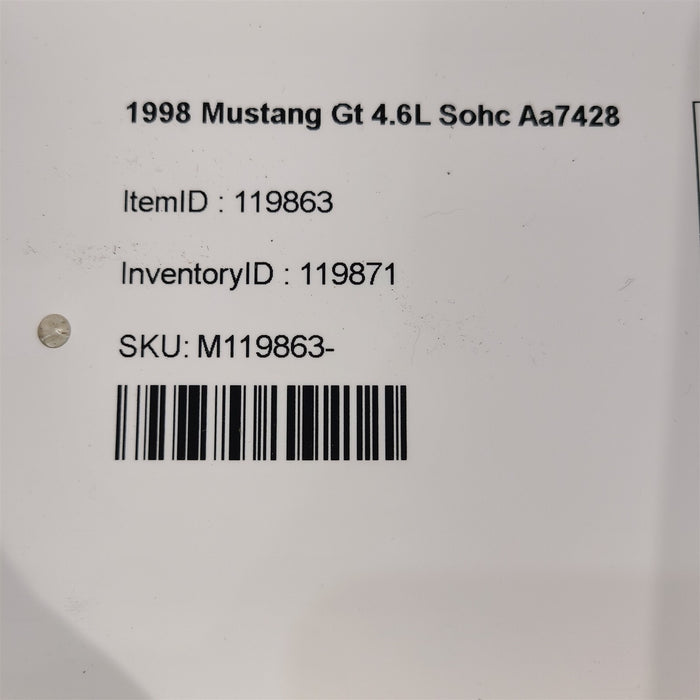 1998 Mustang Gt 4.6L Sohc Aa7428
ItemID : 119863
InventoryID : 119871
SKU: M119863-